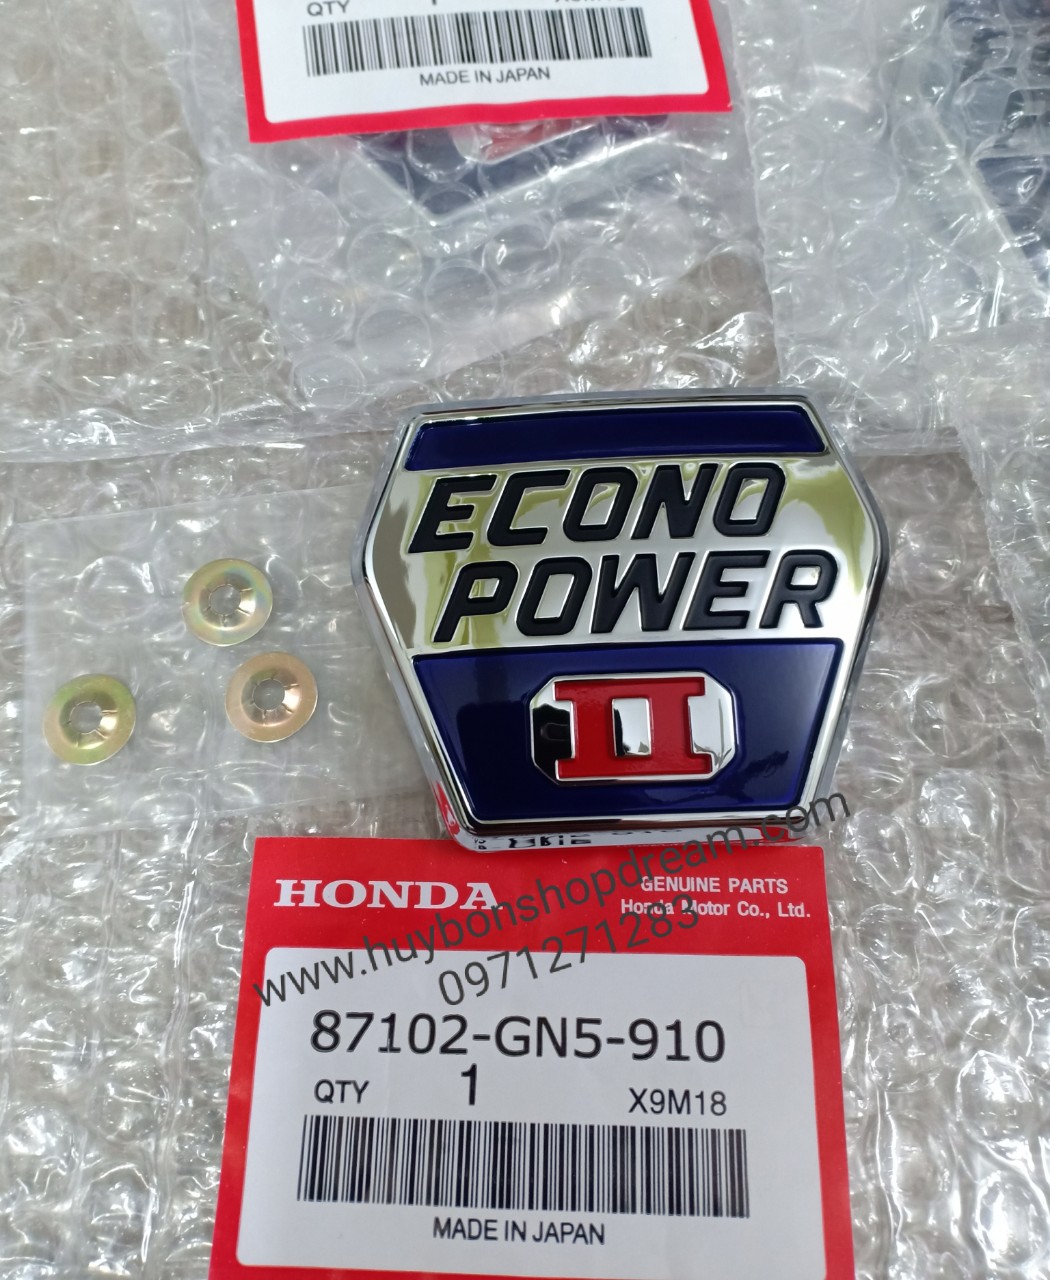 QTY
MADE IN JAPAN
ECONO
POWER
II
HONDA
GENUINE PARTS
Honda Motor Co., Ltd.
www.huybonshopdream.com
0971271283
87102-GN5-910
QTY 1 X9M18
MADE IN JAPAN